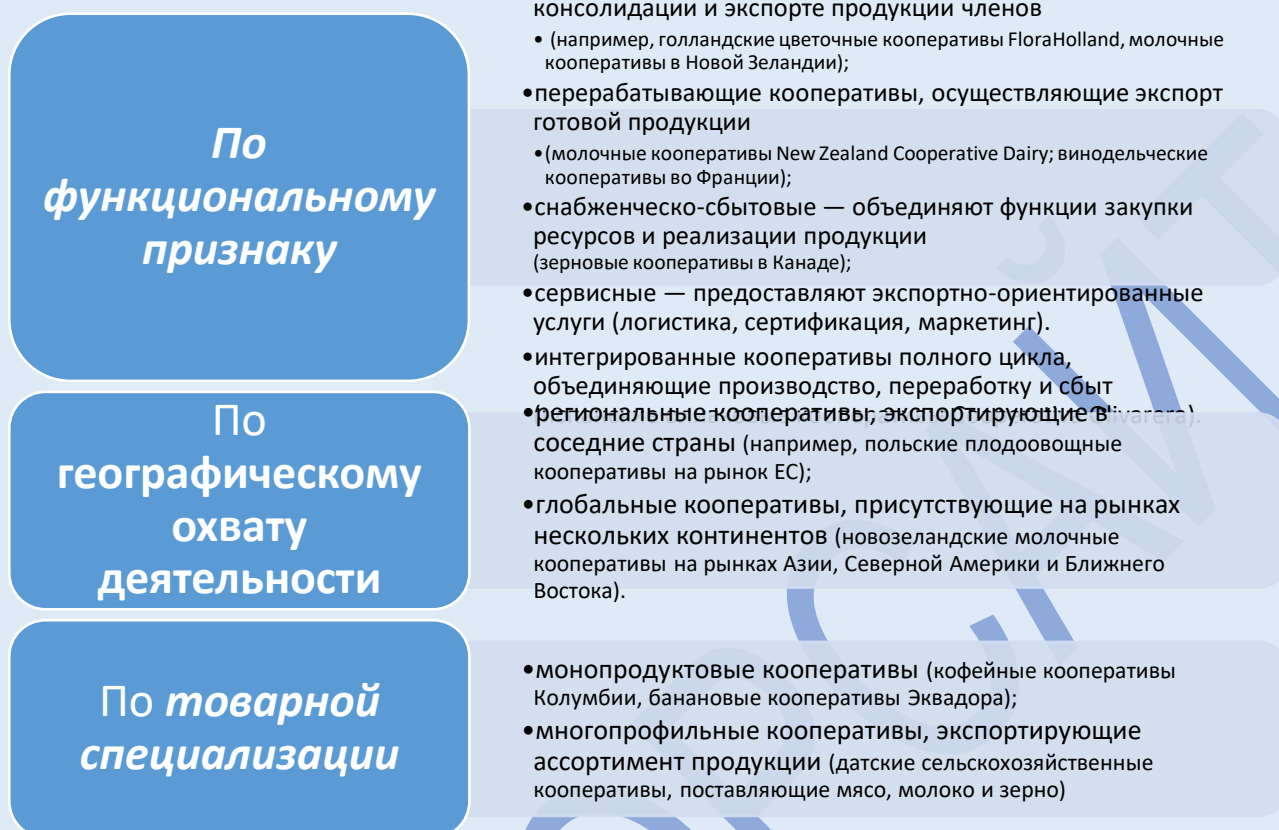 По
функциональному
признаку
консолидации и экспорте продукции членов
• (например, голландские цветочные кооперативы FloraHolland, молочные
кооперативы в Новой Зеландии);
•перерабатывающие кооперативы, осуществляющие экспорт
готовой продукции
•(молочные кооперативы New Zealand Cooperative Dairy; винодельческие
кооперативы во Франции);
•снабженческо-сбытовые — объединяют функции закупки
ресурсов и реализации продукции
(зерновые кооперативы в Канаде);
•сервисные — предоставляют экспортно-ориентированные
услуги (логистика, сертификация, маркетинг).
•интегрированные кооперативы полного цикла,
объединяющие производство, переработку и сбыт
По
географическому
охвату
деятельности
•региональные кооперативы, экспортирующие в
соседние страны (например, польские плодоовощные
кооперативы на рынок ЕС);
•глобальные кооперативы, присутствующие на рынках
нескольких континентов (новозеландские молочные
кооперативы на рынках Азии, Северной Америки и Ближнего
Востока).
По товарной
специализации
•монопродуктовые кооперативы (кофейные кооперативы
Колумбии, банановые кооперативы Эквадора);
•многопрофильные кооперативы, экспортирующие
ассортимент продукции (датские сельскохозяйственные
кооперативы, поставляющие мясо, молоко и зерно)